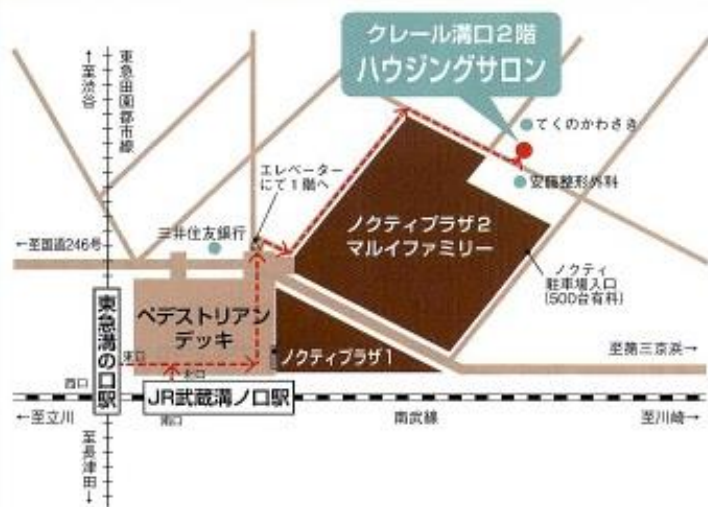 クレール溝口2階
ハウジングサロン
東急田園都市線
←至渋谷
てくのかわさき
エレベーター
にて1階へ
安藤整形外科
三井住友銀行
ノクティプラザ2
マルイファミリー
←至国道246号
ノクティ
駐車場入口
(500台有料)
ペデストリアン
デッキ
東急溝の口駅
ノクティプラザ1
至第三京浜→
東口
北口
西口
JR武蔵溝ノ口駅
南口
←至立川
南武線
至川崎→
至長津田→